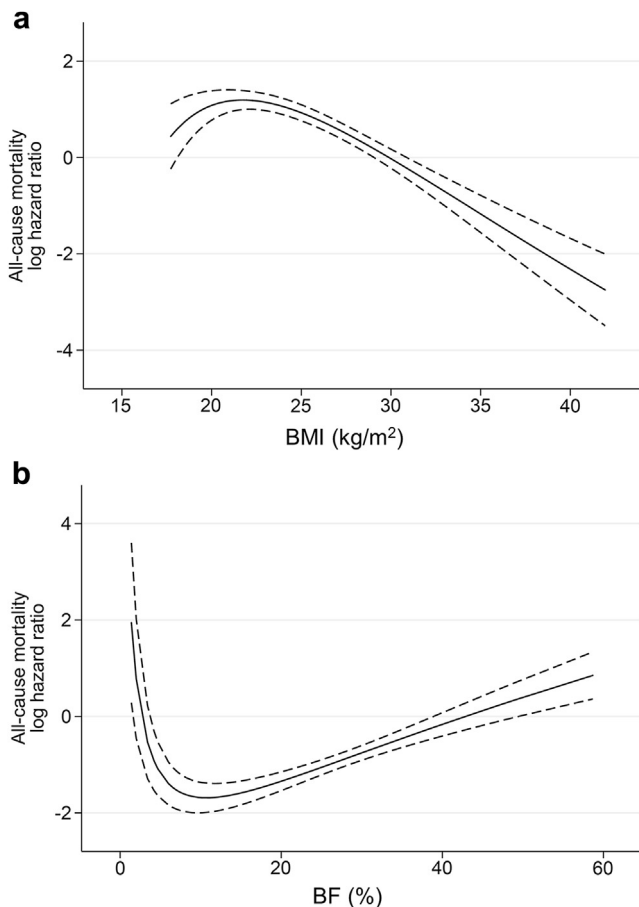 a
All-cause mortality
log hazard ratio
2
0
-2
-4
15 20 25 30 35 40
BMI (kg/m²)
b
All-cause mortality
log hazard ratio
4
2
0
-2
0 20 40 60
BF (%)